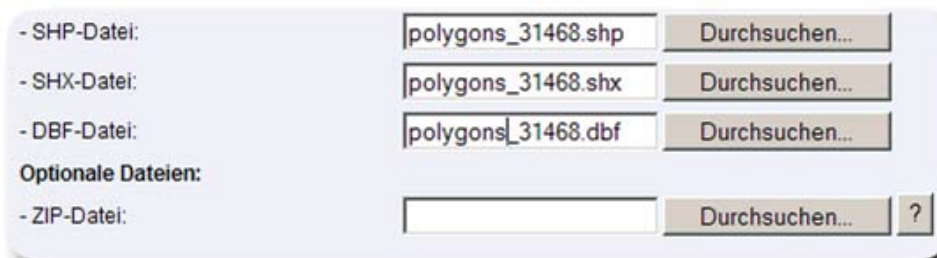 - SHP-Datei: polygons_31468.shp Durchsuchen...
- SHX-Datei: polygons_31468.shx Durchsuchen...
- DBF-Datei: polygons_31468.dbf Durchsuchen...
Optionale Dateien:
- ZIP-Datei: Durchsuchen... ?